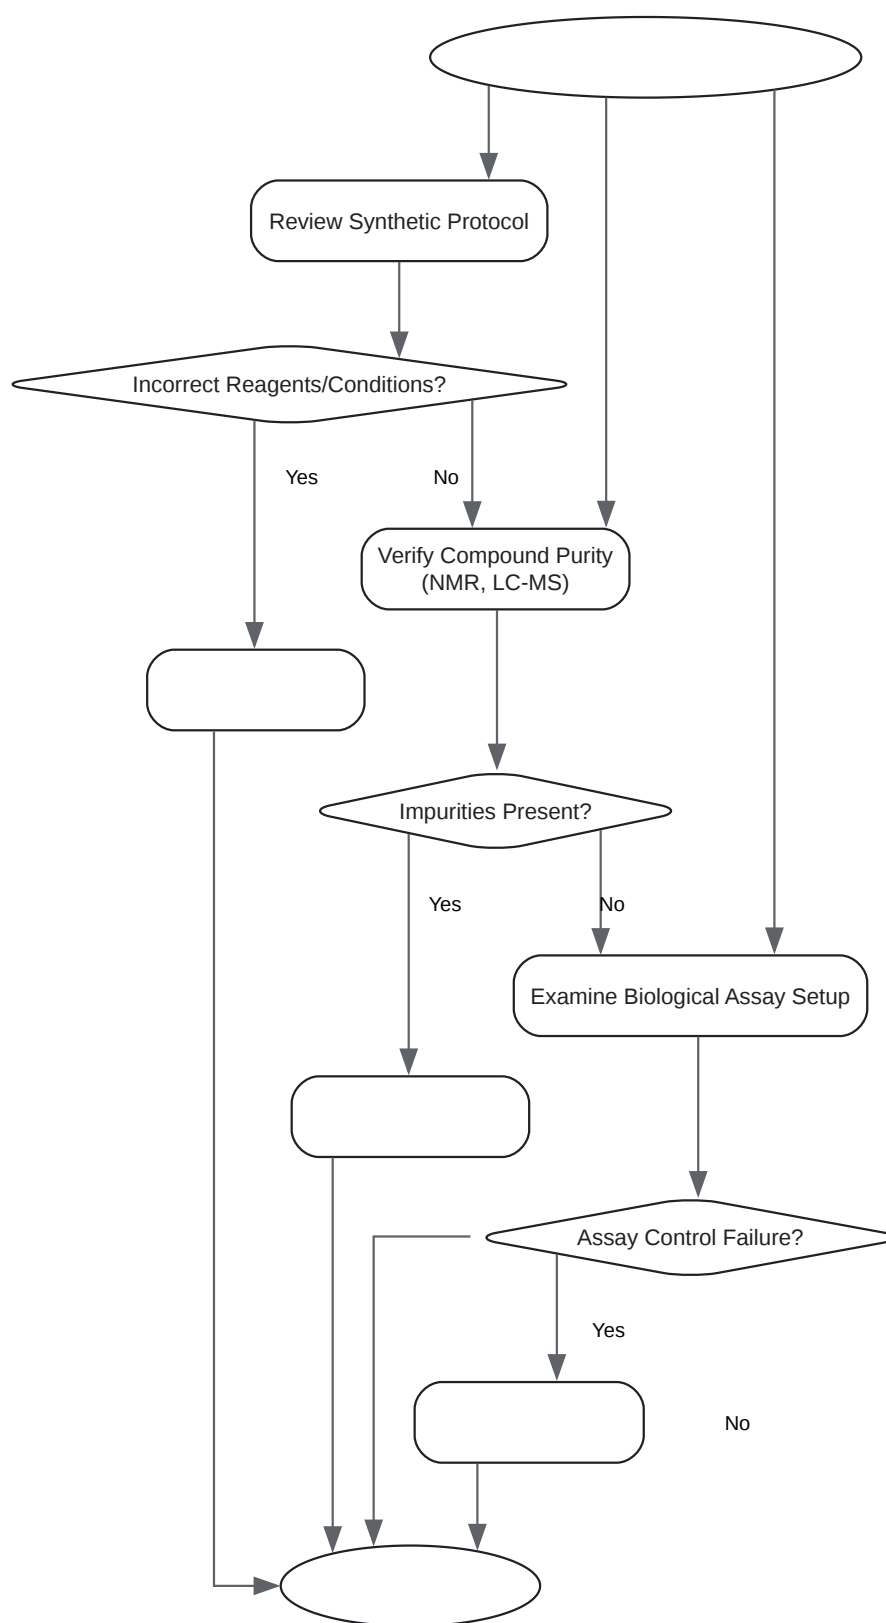 Review Synthetic Protocol
Incorrect Reagents/Conditions?
Yes
No
Verify Compound Purity
(NMR, LC-MS)
Impurities Present?
Yes
No
Examine Biological Assay Setup
Assay Control Failure?
Yes
No